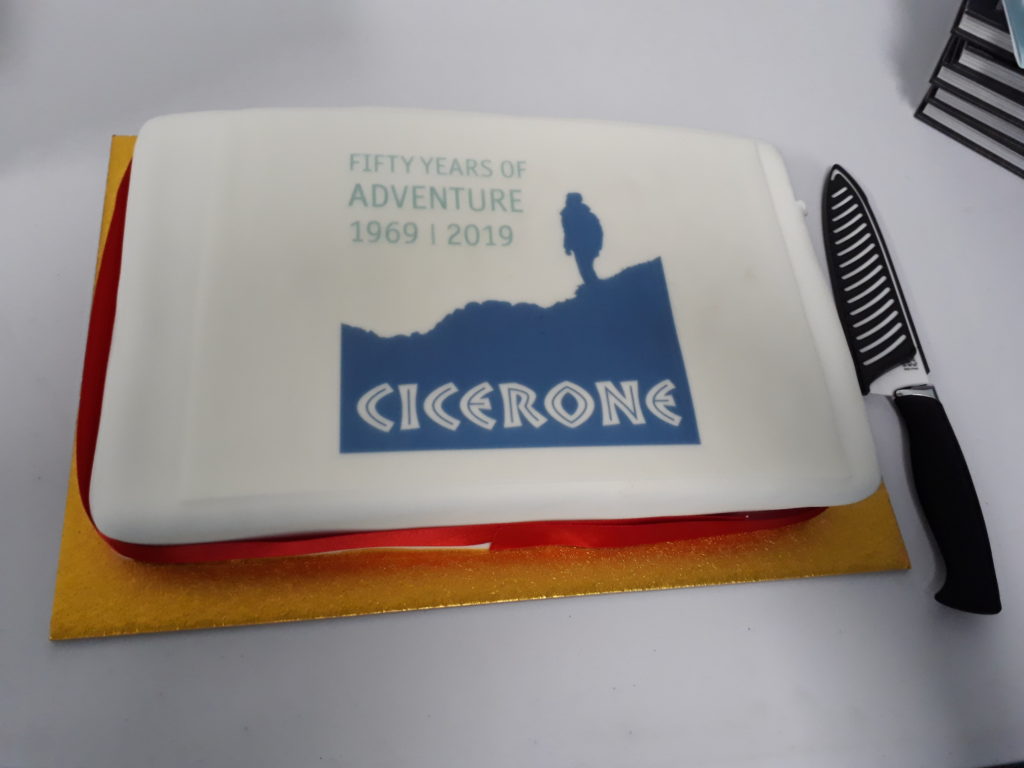 FIFTY YEARS OF
ADVENTURE
1969 | 2019
CICERONE